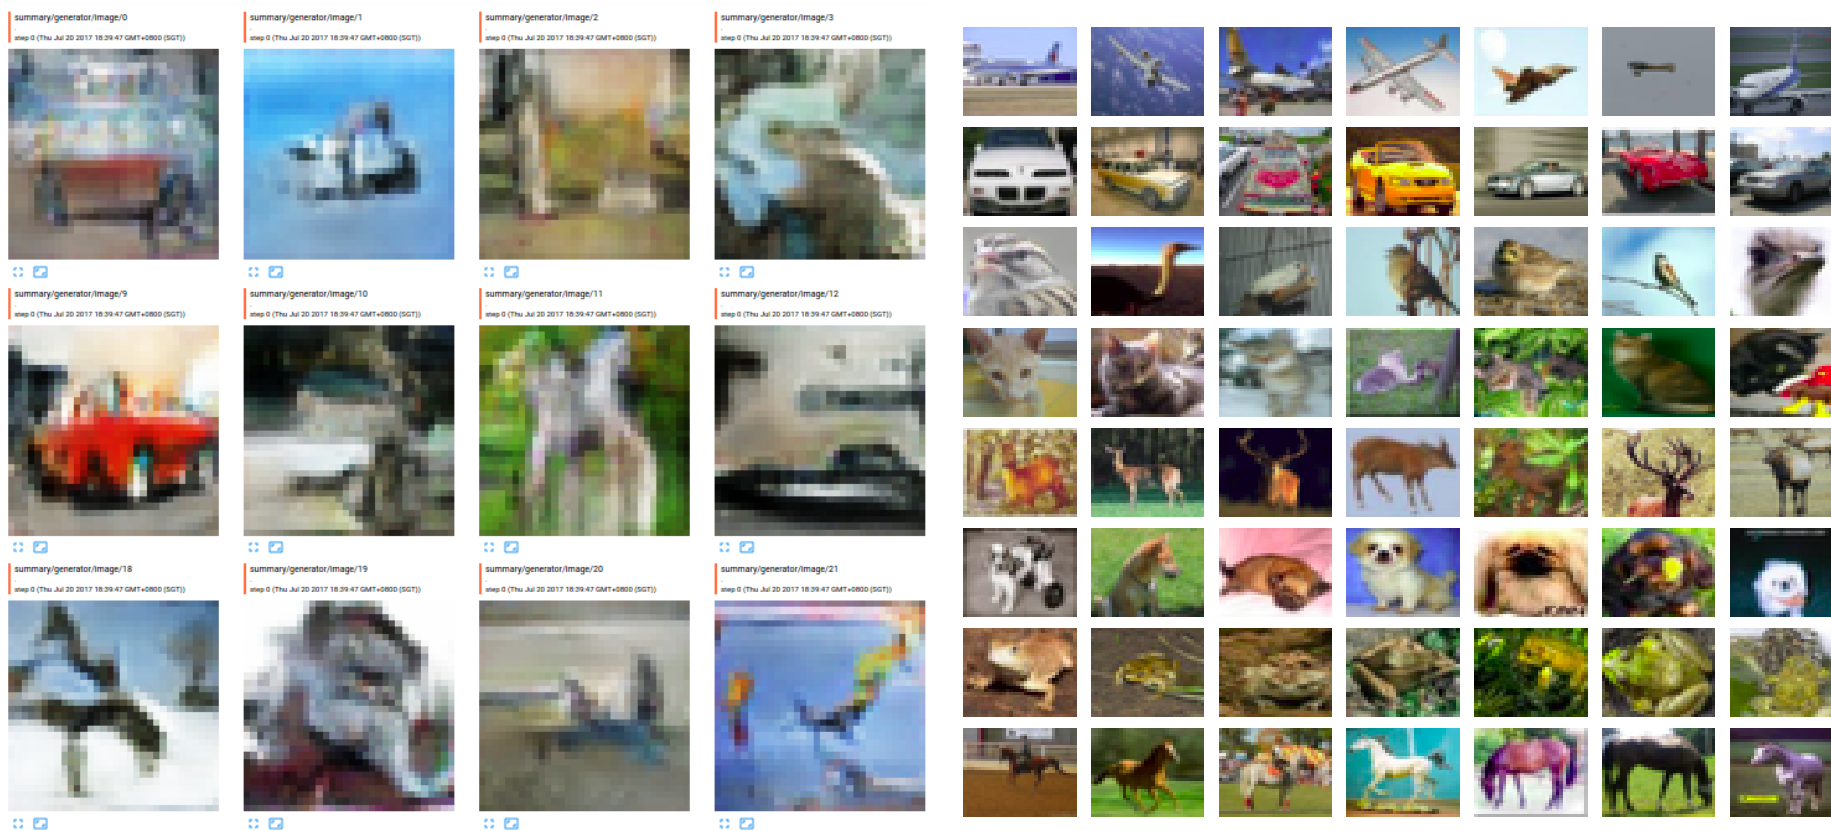 summary/generator/image/0
step 0 (Thu Jul 20 2017 18:39:47 GMT+0800 (SGT))
summary/generator/image/1
step 0 (Thu Jul 20 2017 18:39:47 GMT+0800 (SGT))
summary/generator/image/2
step 0 (Thu Jul 20 2017 18:39:47 GMT+0800 (SGT))
summary/generator/image/3
step 0 (Thu Jul 20 2017 18:39:47 GMT+0800 (SGT))
summary/generator/image/9
step 0 (Thu Jul 20 2017 18:39:47 GMT+0800 (SGT))
summary/generator/image/10
step 0 (Thu Jul 20 2017 18:39:47 GMT+0800 (SGT))
summary/generator/image/11
step 0 (Thu Jul 20 2017 18:39:47 GMT+0800 (SGT))
summary/generator/image/12
step 0 (Thu Jul 20 2017 18:39:47 GMT+0800 (SGT))
summary/generator/image/18
step 0 (Thu Jul 20 2017 18:39:47 GMT+0800 (SGT))
summary/generator/image/19
step 0 (Thu Jul 20 2017 18:39:47 GMT+0800 (SGT))
summary/generator/image/20
step 0 (Thu Jul 20 2017 18:39:47 GMT+0800 (SGT))
summary/generator/image/21
step 0 (Thu Jul 20 2017 18:39:47 GMT+0800 (SGT))